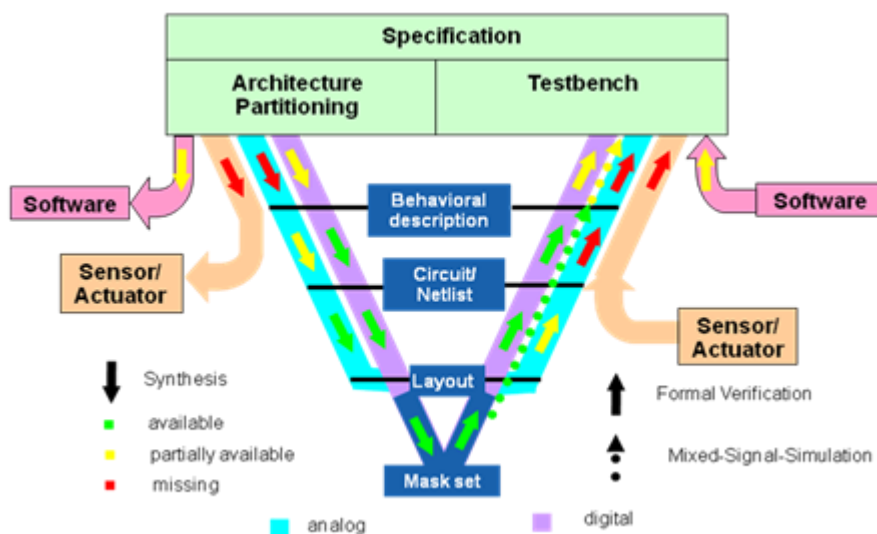 Specification
Architecture
Partitioning
Testbench
Software
Behavioral
description
Software
Sensor/
Actuator
Circuit/
Netlist
Sensor/
Actuator
Layout
Synthesis
available
partially available
missing
Formal Verification
Mixed-Signal-Simulation
Mask set
analog
digital